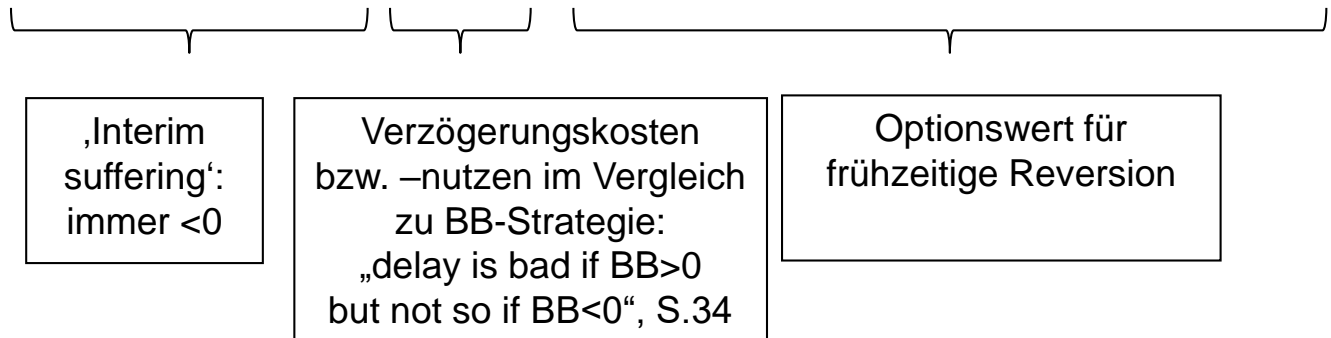 ‚Interim
suffering‘:
immer <0
Verzögerungskosten
bzw. –nutzen im Vergleich
zu BB-Strategie:
„delay is bad if BB>0
but not so if BB<0“, S.34
Optionswert für
frühzeitige Reversion